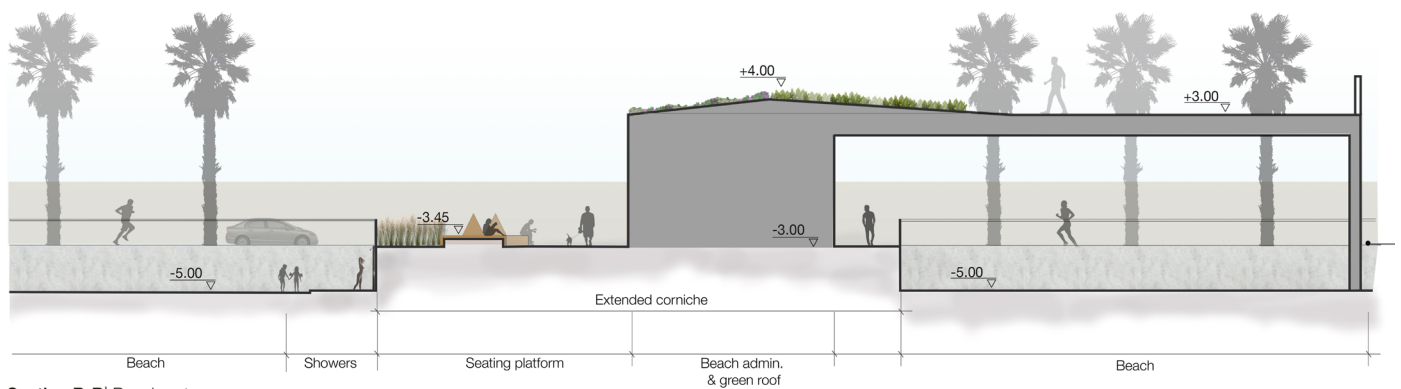 +4.00
+3.00
-3.45
-3.00
-5.00
-5.00
Extended corniche
Beach
Showers
Seating platform
Beach admin.
& green roof
Beach